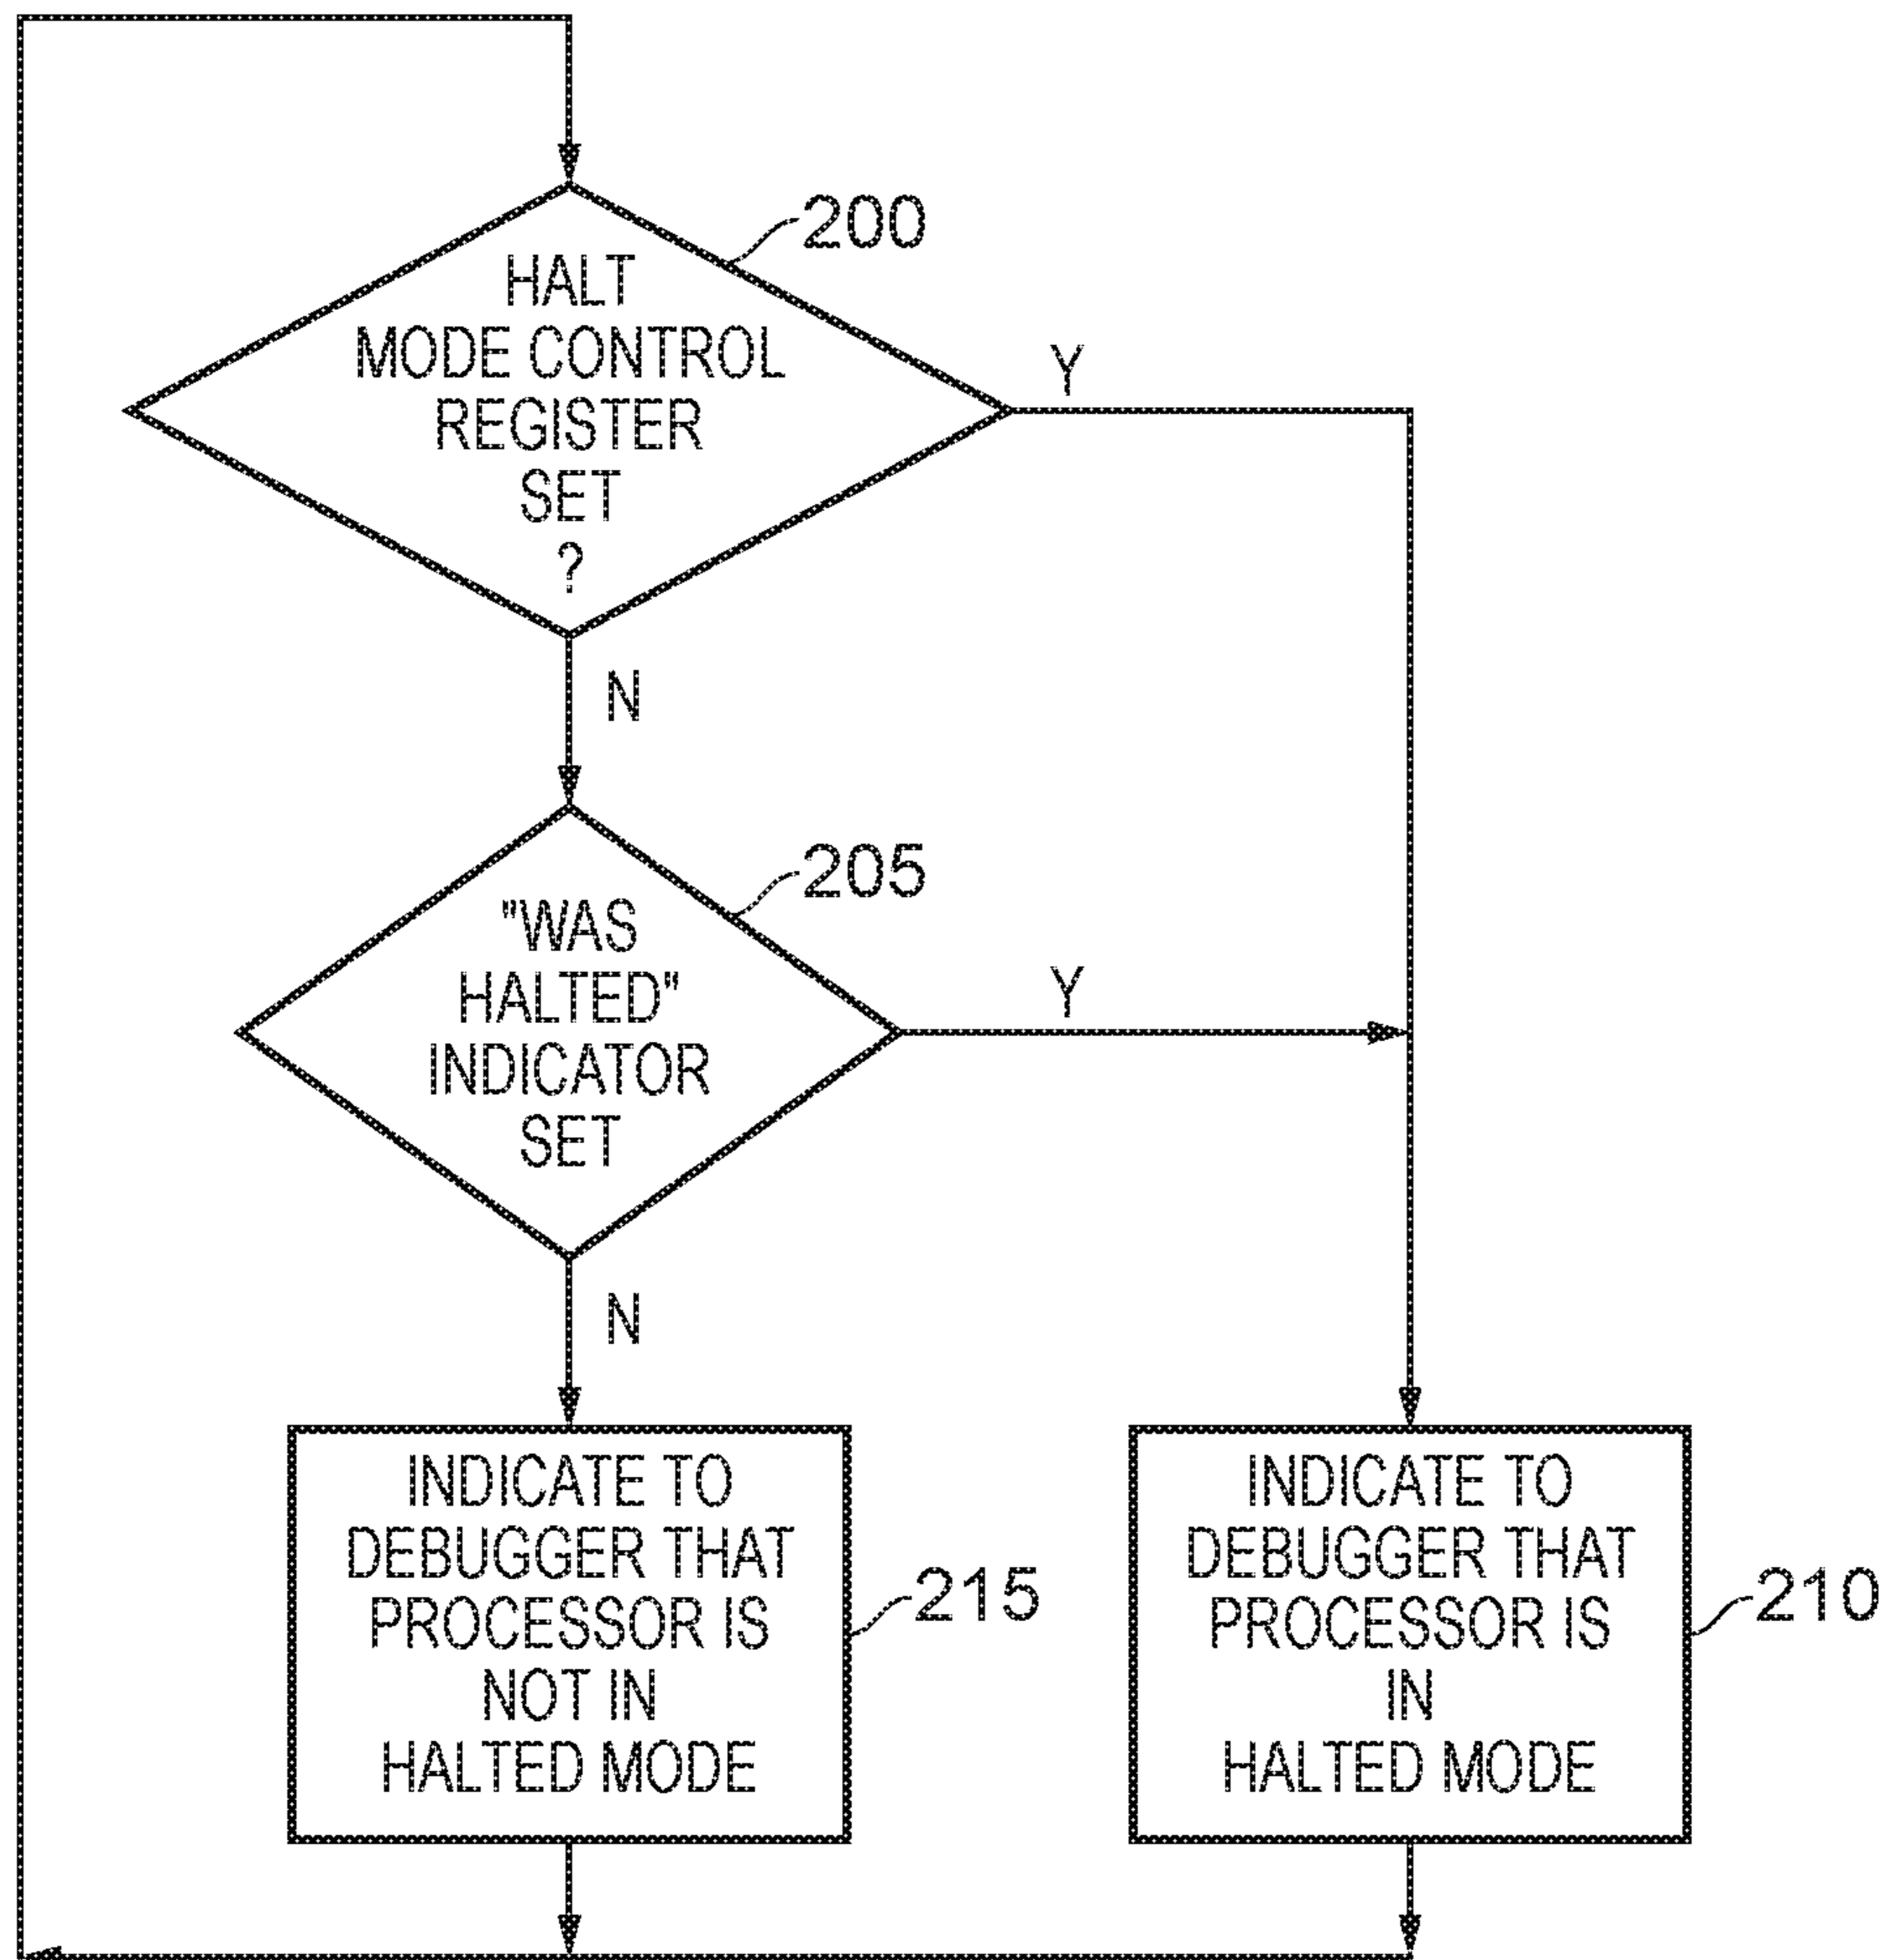 200
HALT
MODE CONTROL
REGISTER
SET
?
Y
N
205
"WAS
HALTED"
INDICATOR
SET
Y
N
INDICATE TO
DEBUGGER THAT
PROCESSOR IS
NOT IN
HALTED MODE
215
INDICATE TO
DEBUGGER THAT
PROCESSOR IS
IN
HALTED MODE
210